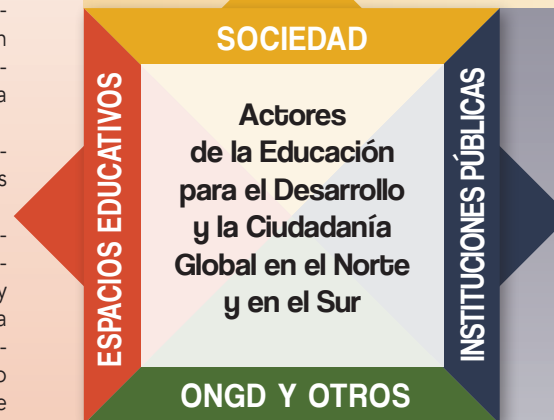 SOCIEDAD
ESPACIOS EDUCATIVOS
Actores
de la Educación
para el Desarrollo
y la Ciudadanía
Global en el Norte
y en el Sur
INSTITUCIONES PÚBLICAS
ONGD Y OTROS